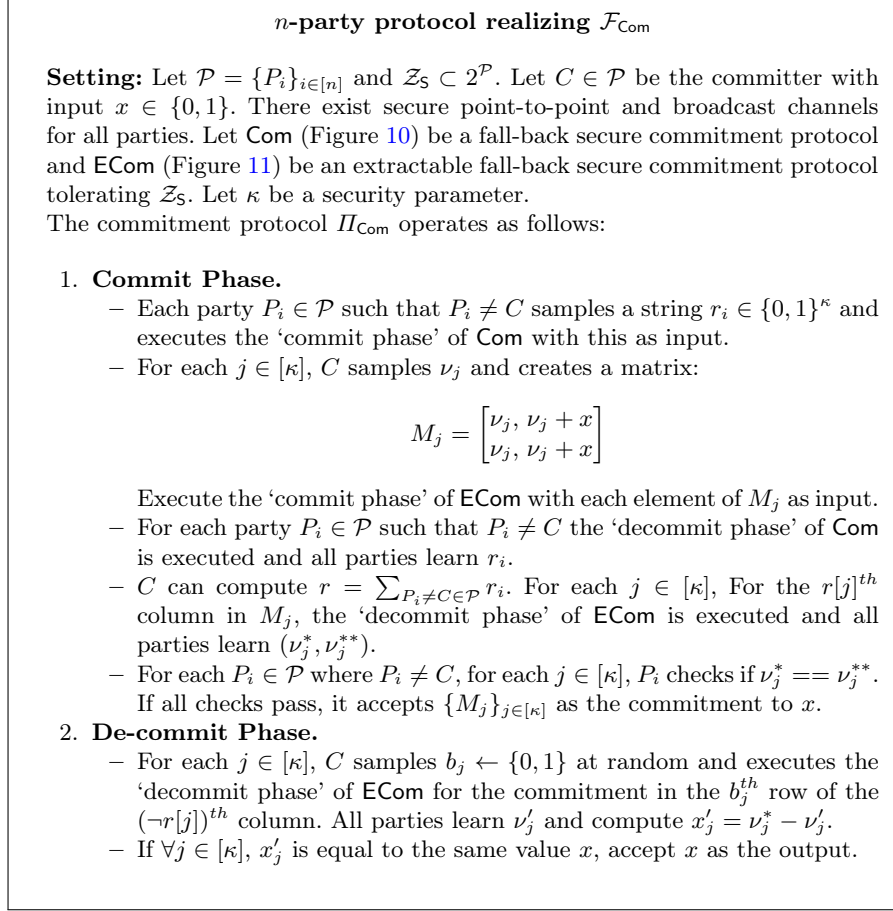 n-party protocol realizing 𝓕_Com
Setting: Let 𝒫 = {P_i}_{i∈[n]} and 𝒵_S ⊂ 2^𝒫. Let C ∈ 𝒫 be the committer with
input x ∈ {0, 1}. There exist secure point-to-point and broadcast channels
for all parties. Let Com (Figure 10) be a fall-back secure commitment protocol
and ECom (Figure 11) be an extractable fall-back secure commitment protocol
tolerating 𝒵_S. Let κ be a security parameter.
The commitment protocol Π_Com operates as follows:
1. Commit Phase.
– Each party P_i ∈ 𝒫 such that P_i ≠ C samples a string r_i ∈ {0, 1}^κ and
executes the ‘commit phase’ of Com with this as input.
– For each j ∈ [κ], C samples ν_j and creates a matrix:
M_j = [ν_j, ν_j + x
ν_j, ν_j + x]
Execute the ‘commit phase’ of ECom with each element of M_j as input.
– For each party P_i ∈ 𝒫 such that P_i ≠ C the ‘decommit phase’ of Com
is executed and all parties learn r_i.
– C can compute r = ∑_{P_i≠C∈𝒫} r_i. For each j ∈ [κ], For the r[j]^{th}
column in M_j, the ‘decommit phase’ of ECom is executed and all
parties learn (ν_j^*, ν_j^{**}).
– For each P_i ∈ 𝒫 where P_i ≠ C, for each j ∈ [κ], P_i checks if ν_j^* == ν_j^{**}.
If all checks pass, it accepts {M_j}_{j∈[κ]} as the commitment to x.
2. De-commit Phase.
– For each j ∈ [κ], C samples b_j ← {0, 1} at random and executes the
‘decommit phase’ of ECom for the commitment in the b_j^{th} row of the
(¬r[j])^{th} column. All parties learn ν′_j and compute x′_j = ν_j^* − ν′_j.
– If ∀j ∈ [κ], x′_j is equal to the same value x, accept x as the output.